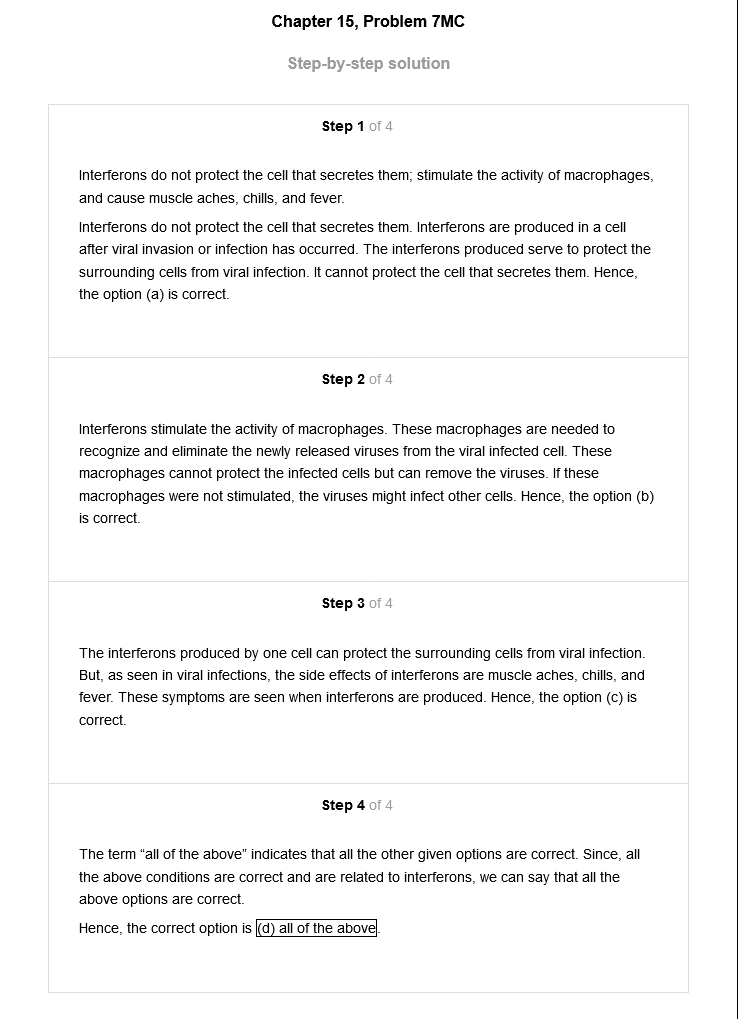 Chapter 15, Problem 7MC
Step-by-step solution
Step 1 of 4
Interferons do not protect the cell that secretes them; stimulate the activity of macrophages,
and cause muscle aches, chills, and fever.
Interferons do not protect the cell that secretes them. Interferons are produced in a cell
after viral invasion or infection has occurred. The interferons produced serve to protect the
surrounding cells from viral infection. It cannot protect the cell that secretes them. Hence,
the option (a) is correct.
Step 2 of 4
Interferons stimulate the activity of macrophages. These macrophages are needed to
recognize and eliminate the newly released viruses from the viral infected cell. These
macrophages cannot protect the infected cells but can remove the viruses. If these
macrophages were not stimulated, the viruses might infect other cells. Hence, the option (b)
is correct.
Step 3 of 4
The interferons produced by one cell can protect the surrounding cells from viral infection.
But, as seen in viral infections, the side effects of interferons are muscle aches, chills, and
fever. These symptoms are seen when interferons are produced. Hence, the option (c) is
correct.
Step 4 of 4
The term “all of the above” indicates that all the other given options are correct. Since, all
the above conditions are correct and are related to interferons, we can say that all the
above options are correct.
Hence, the correct option is (d) all of the above.